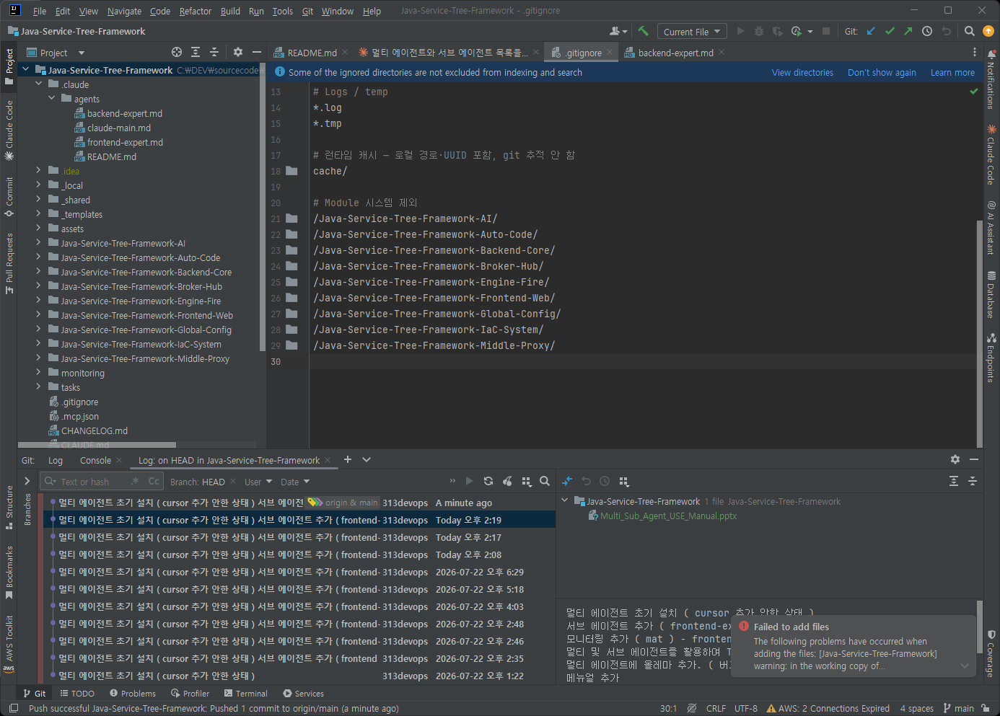 File Edit View Navigate Code Refactor Build Run Tools Git Window Help Java-Service-Tree-Framework - .gitignore
Java-Service-Tree-Framework
Current File
Git:
Project
README.md
멀티 에이전트와 서브 에이전트 목록을...
.gitignore
backend-expert.md
Java-Service-Tree-Framework C:₩DEV₩sourcecode₩
.claude
agents
backend-expert.md
claude-main.md
frontend-expert.md
README.md
.idea
_local
_shared
_templates
assets
Java-Service-Tree-Framework-AI
Java-Service-Tree-Framework-Auto-Code
Java-Service-Tree-Framework-Backend-Core
Java-Service-Tree-Framework-Broker-Hub
Java-Service-Tree-Framework-Engine-Fire
Java-Service-Tree-Framework-Frontend-Web
Java-Service-Tree-Framework-Global-Config
Java-Service-Tree-Framework-IaC-System
Java-Service-Tree-Framework-Middle-Proxy
monitoring
tasks
.gitignore
.mcp.json
CHANGELOG.md
CLAUDE.md
Some of the ignored directories are not excluded from indexing and search View directories Don't show again Learn more
13 # Logs / temp
14 *.log
15 *.tmp
16
17 # 런타임 캐시 — 로컬 경로·UUID 포함, git 추적 안 함
18 cache/
19
20 # Module 시스템 제외
21 /Java-Service-Tree-Framework-AI/
22 /Java-Service-Tree-Framework-Auto-Code/
23 /Java-Service-Tree-Framework-Backend-Core/
24 /Java-Service-Tree-Framework-Broker-Hub/
25 /Java-Service-Tree-Framework-Engine-Fire/
26 /Java-Service-Tree-Framework-Frontend-Web/
27 /Java-Service-Tree-Framework-Global-Config/
28 /Java-Service-Tree-Framework-IaC-System/
29 /Java-Service-Tree-Framework-Middle-Proxy/
30
Project
Claude Code
Commit
Pull Requests
Structure
Bookmarks
AWS Toolkit
aws
Notifications
Claude Code
AI Assistant
Database
Endpoints
Coverage
Git: Log Console Log: on HEAD in Java-Service-Tree-Framework
Text or hash .* Cc Branch: HEAD User Date
Branches
멀티 에이전트 초기 설치 ( cursor 추가 안한 상태 ) 서브 에이전 origin & main 313devops A minute ago
멀티 에이전트 초기 설치 ( cursor 추가 안한 상태 ) 서브 에이전트 추가 ( frontend- 313devops Today 오후 2:19
멀티 에이전트 초기 설치 ( cursor 추가 안한 상태 ) 서브 에이전트 추가 ( frontend- 313devops Today 오후 2:17
멀티 에이전트 초기 설치 ( cursor 추가 안한 상태 ) 서브 에이전트 추가 ( frontend- 313devops Today 오후 2:08
멀티 에이전트 초기 설치 ( cursor 추가 안한 상태 ) 서브 에이전트 추가 ( frontend- 313devops 2026-07-22 오후 6:29
멀티 에이전트 초기 설치 ( cursor 추가 안한 상태 ) 서브 에이전트 추가 ( frontend- 313devops 2026-07-22 오후 5:18
멀티 에이전트 초기 설치 ( cursor 추가 안한 상태 ) 서브 에이전트 추가 ( frontend- 313devops 2026-07-22 오후 4:03
멀티 에이전트 초기 설치 ( cursor 추가 안한 상태 ) 서브 에이전트 추가 ( frontend- 313devops 2026-07-22 오후 2:48
멀티 에이전트 초기 설치 ( cursor 추가 안한 상태 ) 서브 에이전트 추가 ( frontend- 313devops 2026-07-22 오후 2:46
멀티 에이전트 초기 설치 ( cursor 추가 안한 상태 ) 서브 에이전트 추가 ( frontend- 313devops 2026-07-22 오후 2:35
멀티 에이전트 초기 설치 ( cursor 추가 안한 상태 ) 313devops 2026-07-22 오후 1:22
Java-Service-Tree-Framework 1 file Java-Service-Tree-Framework
Multi_Sub_Agent_USE_Manual.pptx
멀티 에이전트 초기 설치 ( cursor 추가 안한 상태 )
서브 에이전트 추가 ( frontend-ex
모니터링 추가 ( mat ) - fronten
멀티 및 서브 에이전트를 활용하며 T
멀티 에이전트에 올레마 추가. ( 버
메뉴얼 추가
Failed to add files
The following problems have occurred when
adding the files: [Java-Service-Tree-Framework]
warning: in the working copy of...
Git TODO Problems Profiler Terminal Services
Push successful Java-Service-Tree-Framework: Pushed 1 commit to origin/main (a minute ago) 30:1 CRLF UTF-8 AWS: 2 Connections Expired 4 spaces main